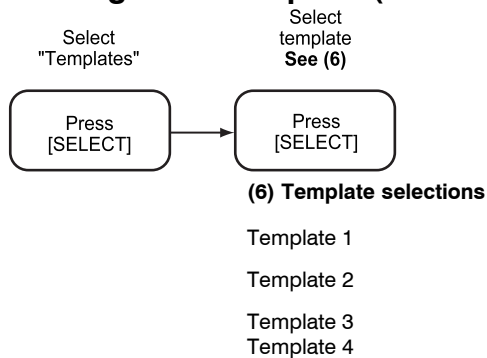 Select
"Templates"
Select
template
See (6)
Press
[SELECT]
Press
[SELECT]
(6) Template selections
Template 1
Template 2
Template 3
Template 4